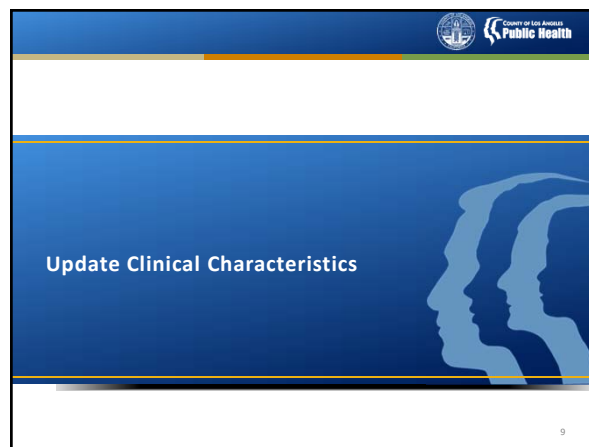 COUNTY OF LOS ANGELES
Public Health
Update Clinical Characteristics
9